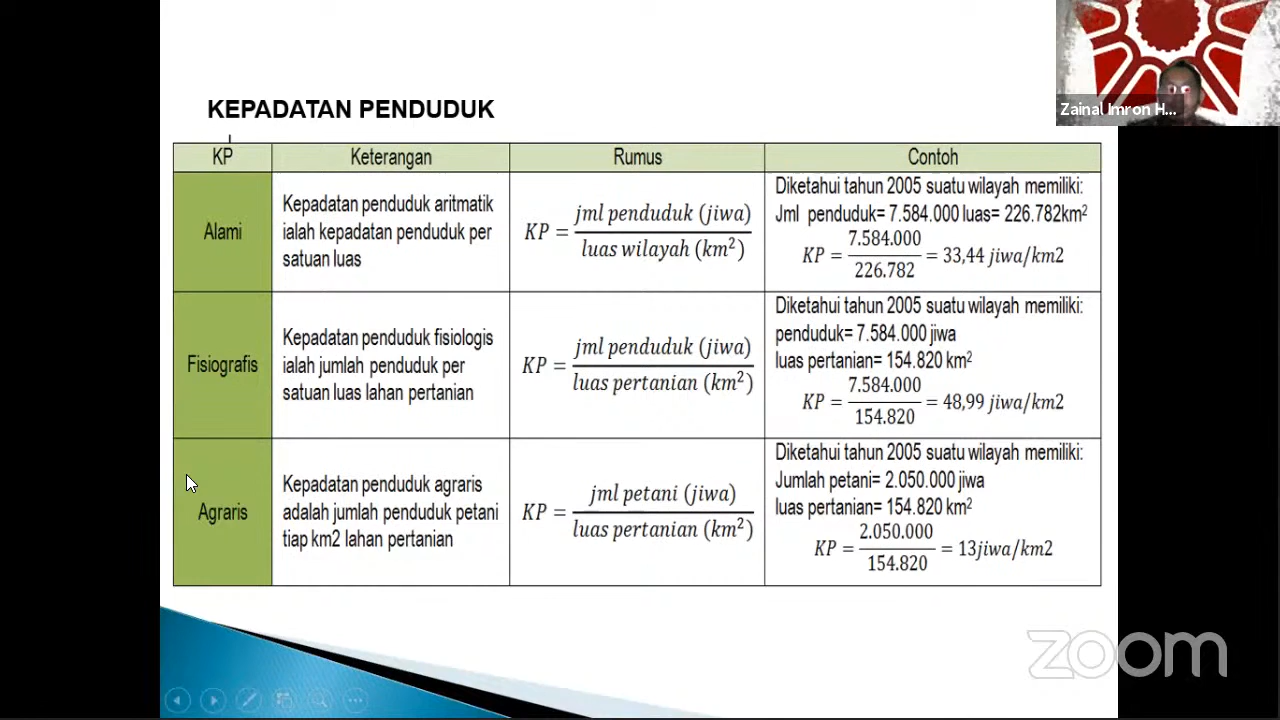 Zainal Imron H...
KEPADATAN PENDUDUK
KP
Keterangan
Rumus
Contoh
Alami
Kepadatan penduduk aritmatik
ialah kepadatan penduduk per
satuan luas
KP = jml penduduk (jiwa) / luas wilayah (km²)
Diketahui tahun 2005 suatu wilayah memiliki:
Jml penduduk= 7.584.000 luas= 226.782km²
KP = 7.584.000 / 226.782 = 33,44 jiwa/km2
Fisiografis
Kepadatan penduduk fisiologis
ialah jumlah penduduk per
satuan luas lahan pertanian
KP = jml penduduk (jiwa) / luas pertanian (km²)
Diketahui tahun 2005 suatu wilayah memiliki:
penduduk= 7.584.000 jiwa
luas pertanian= 154.820 km²
KP = 7.584.000 / 154.820 = 48,99 jiwa/km2
Agraris
Kepadatan penduduk agraris
adalah jumlah penduduk petani
tiap km2 lahan pertanian
KP = jml petani (jiwa) / luas pertanian (km²)
Diketahui tahun 2005 suatu wilayah memiliki:
Jumlah petani= 2.050.000 jiwa
luas pertanian= 154.820 km²
KP = 2.050.000 / 154.820 = 13jiwa/km2
zoom